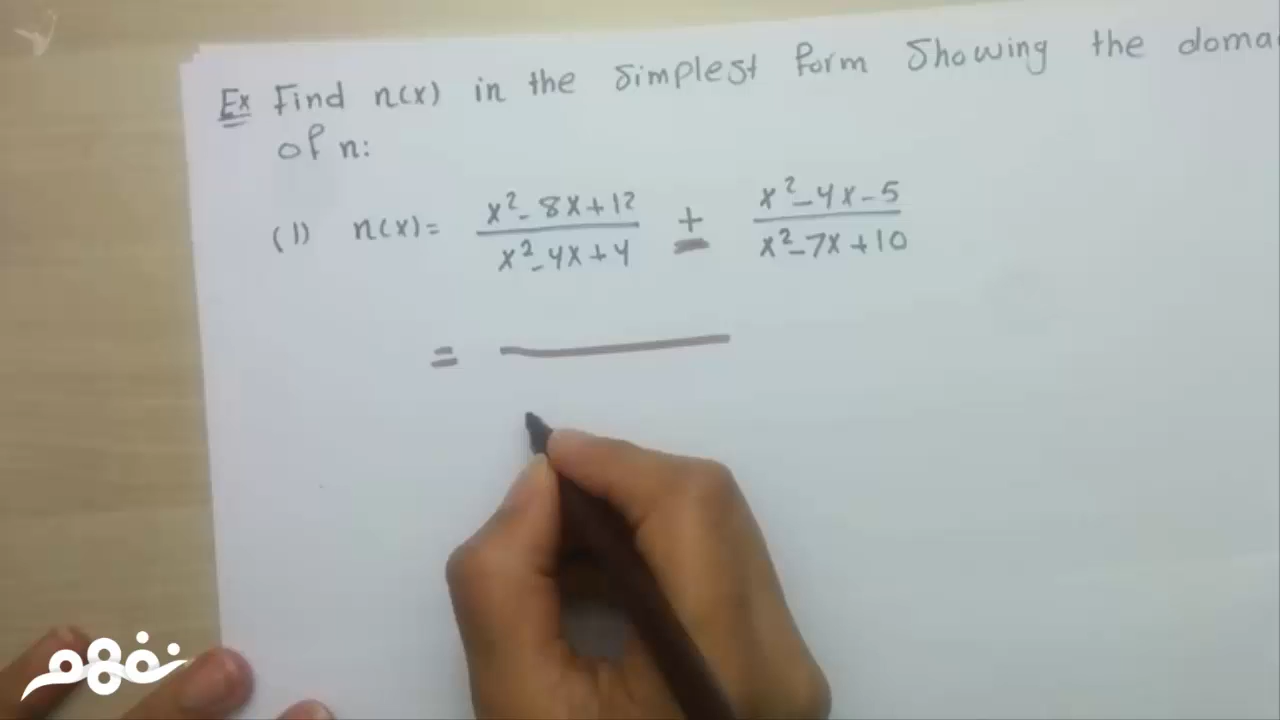 Ex Find n(x) in the simplest form showing the
of n:
(1) n(x) = x²-8x+12 / x²-4x+4 + x²-4x-5 / x²-7x+10
=
نفهم